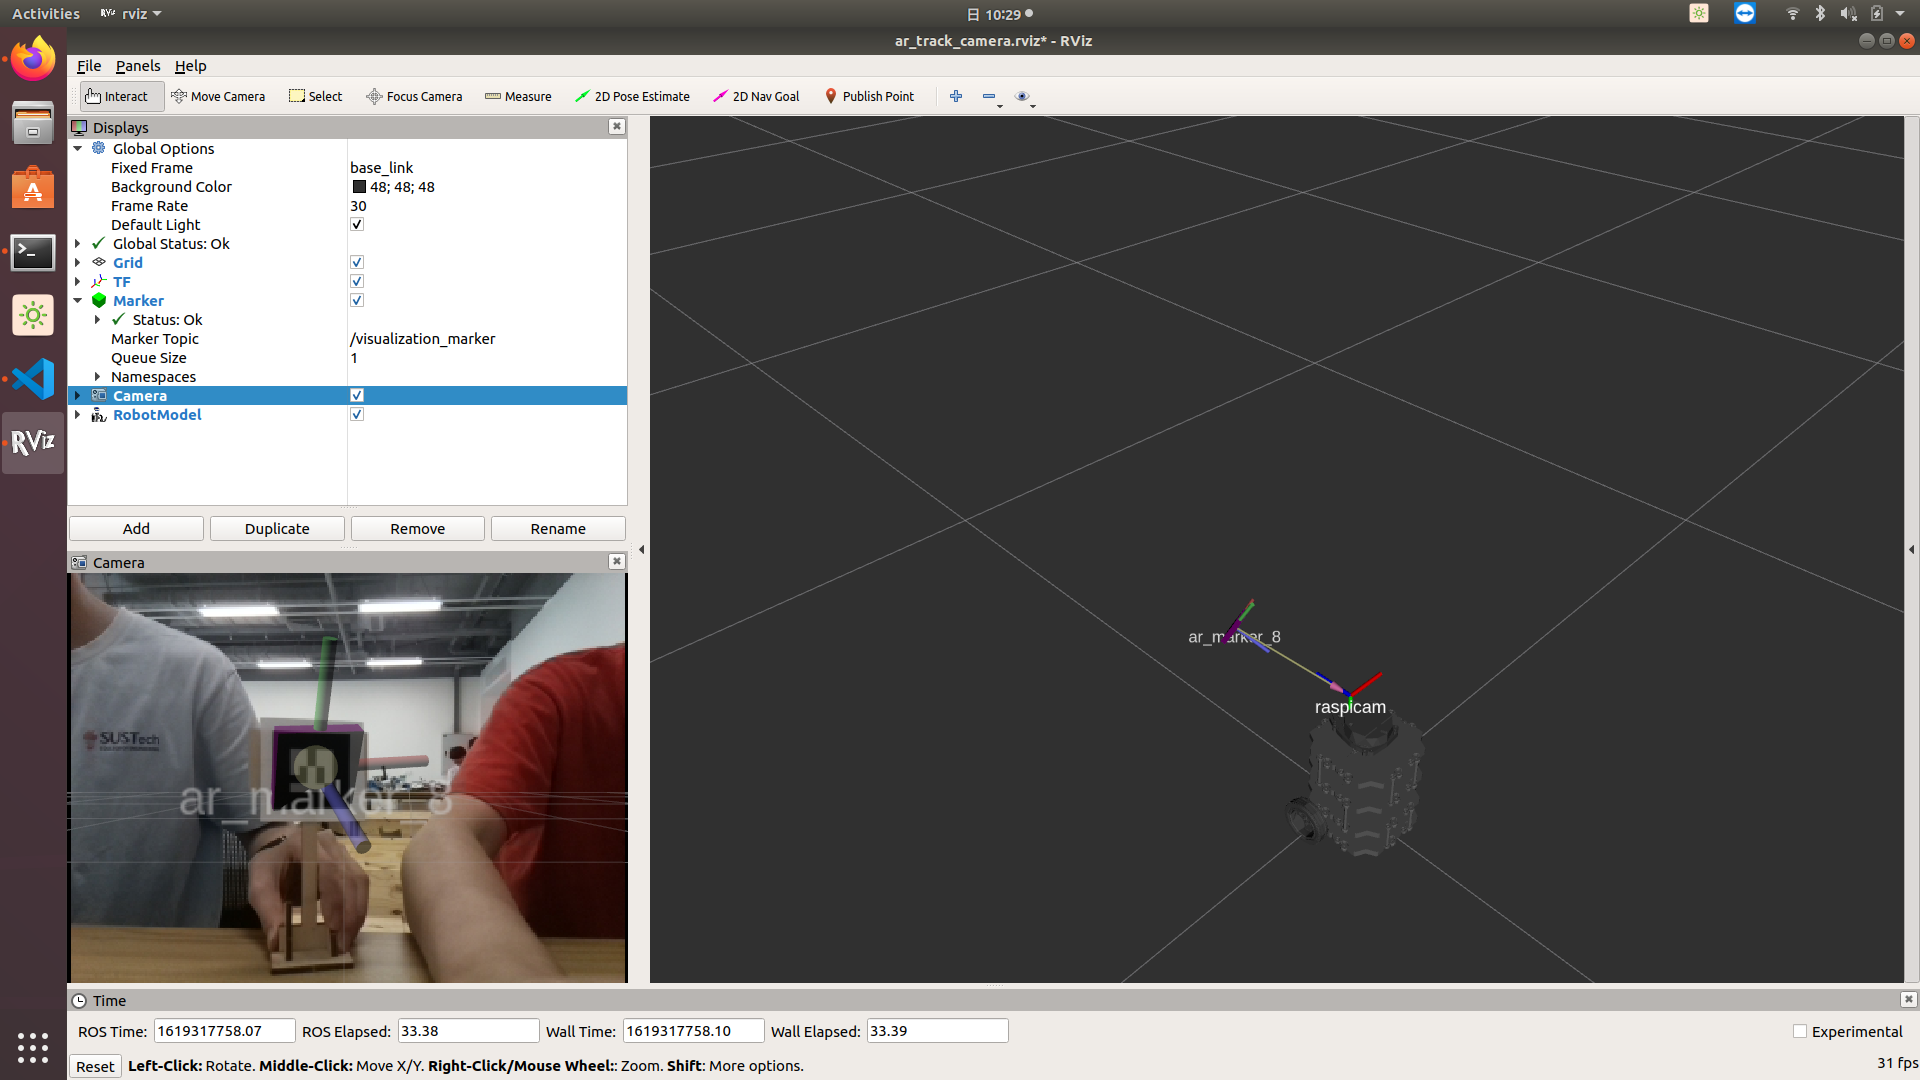 Activities
RViz rviz
日 10:29
ar_track_camera.rviz* - RViz
File Panels Help
Interact Move Camera Select Focus Camera Measure 2D Pose Estimate 2D Nav Goal Publish Point
Displays
Global Options
Fixed Frame base_link
Background Color 48; 48; 48
Frame Rate 30
Default Light
Global Status: Ok
Grid
TF
Marker
Status: Ok
Marker Topic /visualization_marker
Queue Size 1
Namespaces
Camera
RobotModel
RViz
Add Duplicate Remove Rename
Camera
SUSTech
ar_marker_8
ar_marker_8
raspicam
Time
ROS Time: 1619317758.07 ROS Elapsed: 33.38 Wall Time: 1619317758.10 Wall Elapsed: 33.39 Experimental
Reset Left-Click: Rotate. Middle-Click: Move X/Y. Right-Click/Mouse Wheel:: Zoom. Shift: More options. 31 fps